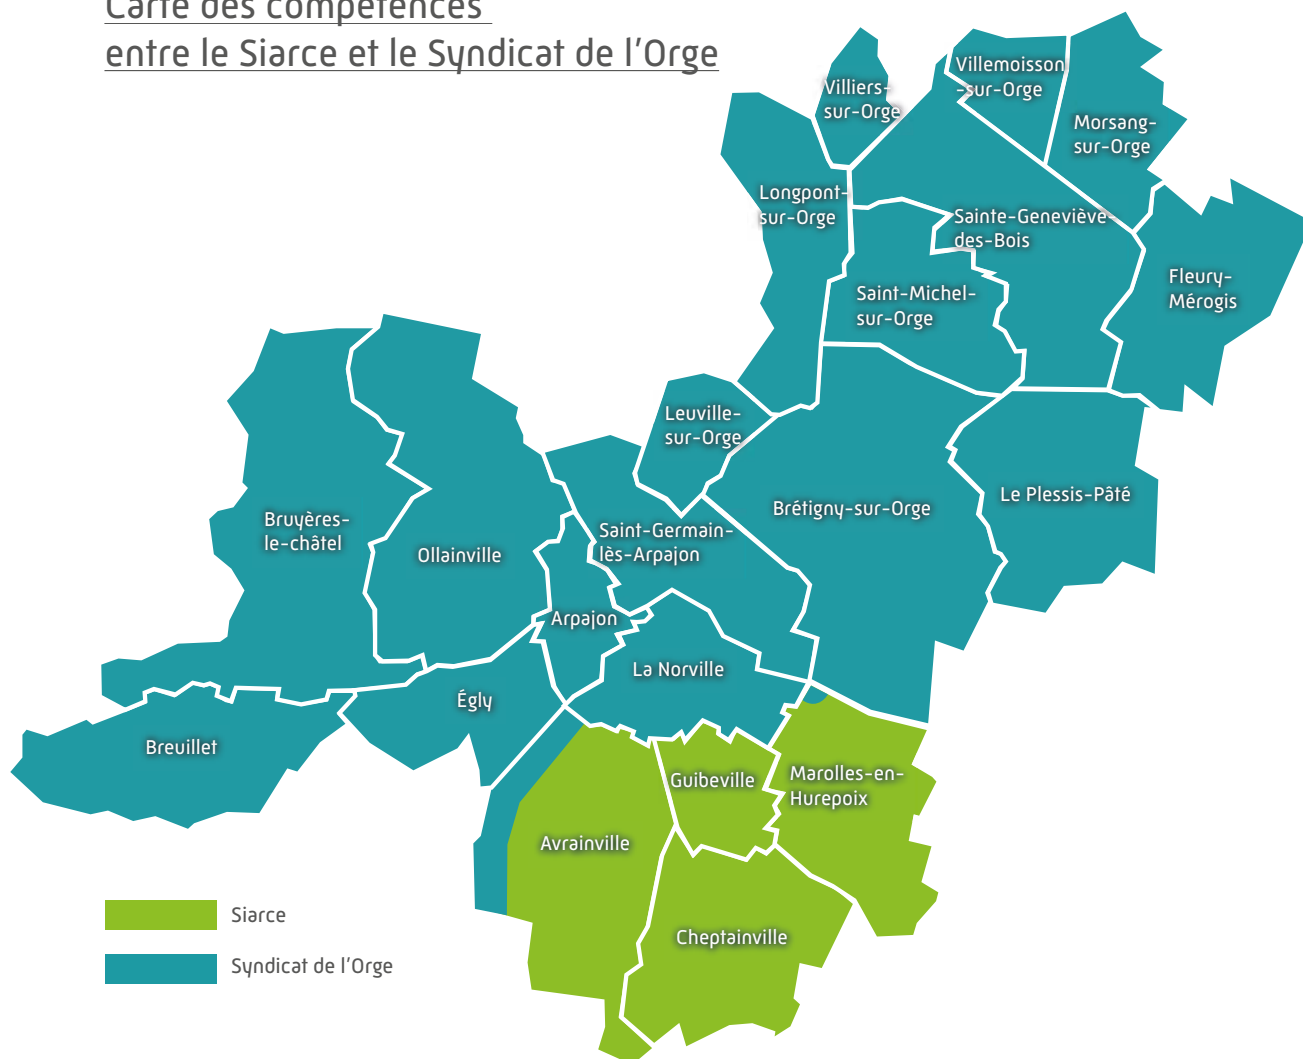 Carte des compétences
entre le Siarce et le Syndicat de l'Orge
Villiers-
sur-Orge
Villemoisson
-sur-Orge
Morsang-
sur-Orge
Longpont-
sur-Orge
Sainte-Geneviève-
des-Bois
Saint-Michel-
sur-Orge
Fleury-
Mérogis
Leuville-
sur-Orge
Brétigny-sur-Orge
Le Plessis-Pâté
Bruyères-
le-châtel
Ollainville
Saint-Germain-
lès-Arpajon
Arpajon
La Norville
Égly
Breuillet
Guibeville
Marolles-en-
Hurepoix
Avrainville
Cheptainville
Siarce
Syndicat de l'Orge